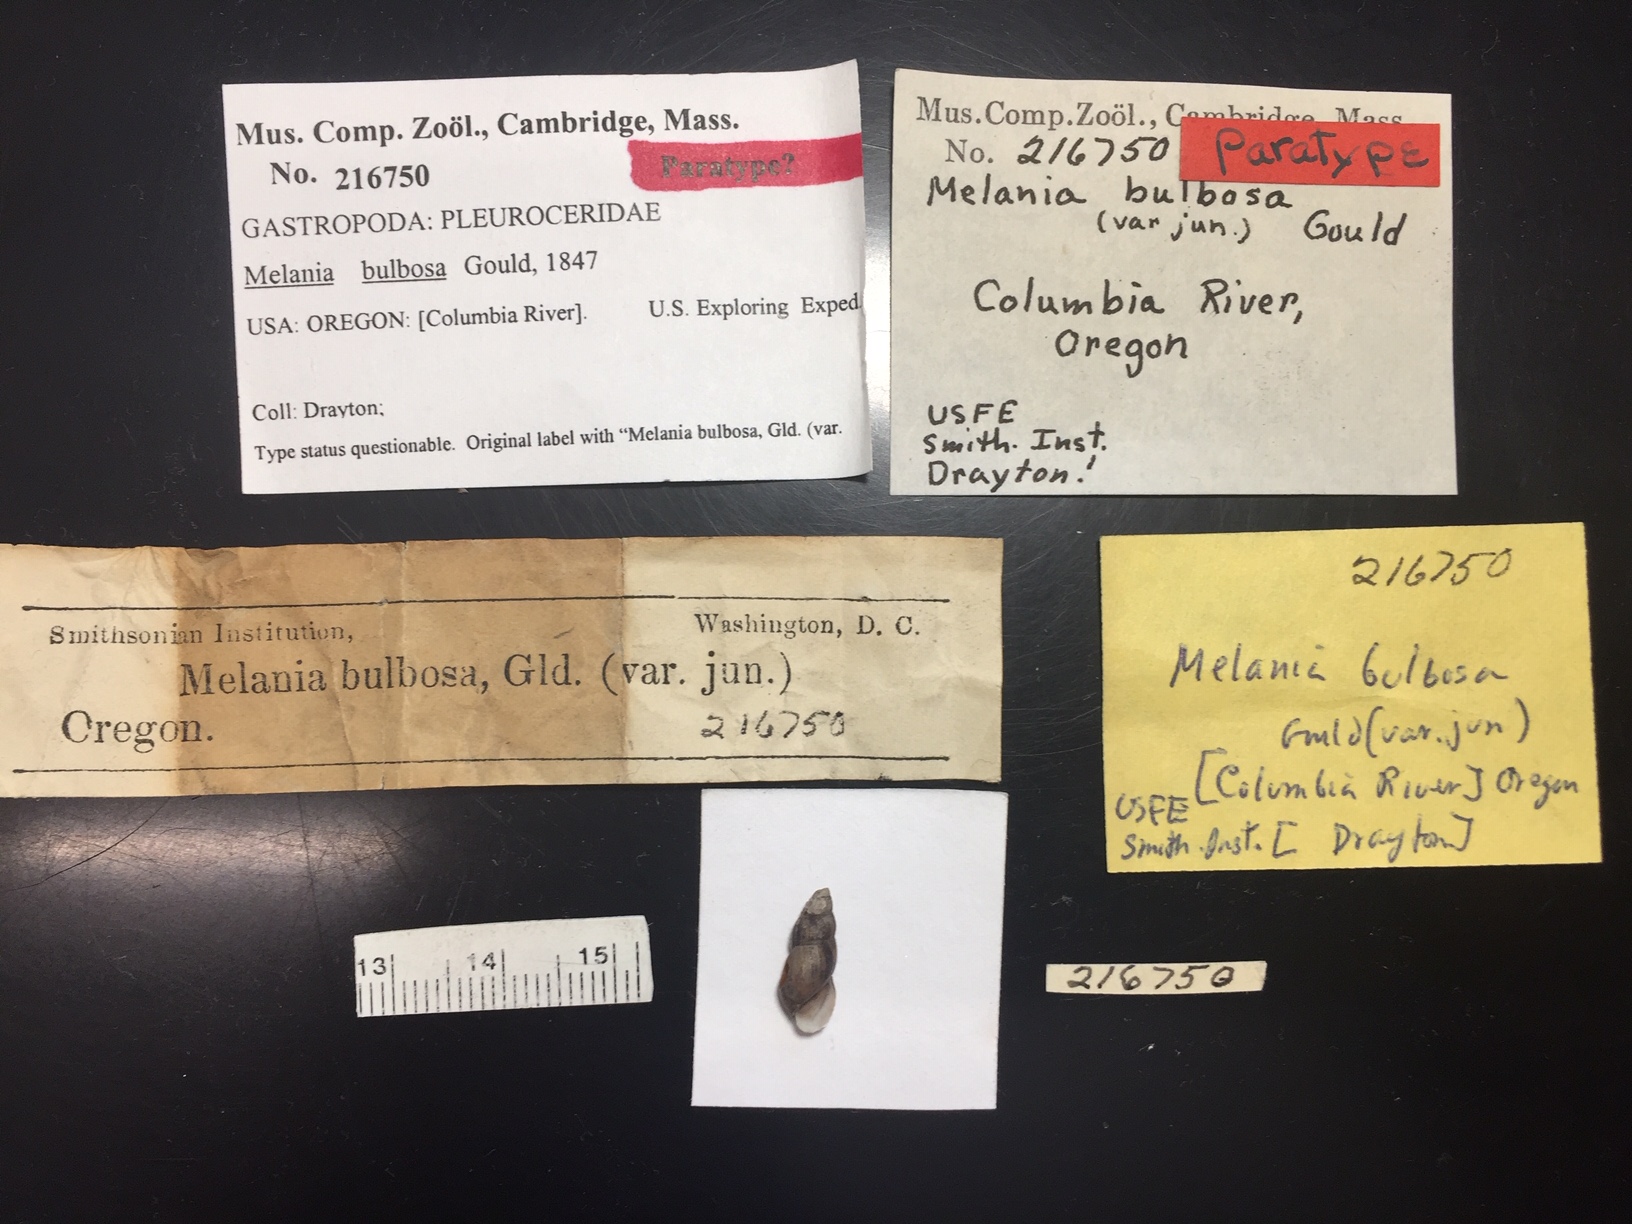 Mus. Comp. Zoöl., Cambridge, Mass.
No. 216750
Paratype?
GASTROPODA: PLEUROCERIDAE
Melania bulbosa Gould, 1847
USA: OREGON: [Columbia River]. U.S. Exploring Exped
Coll: Drayton;
Type status questionable. Original label with “Melania bulbosa, Gld. (var.
Mus.Comp.Zoöl., Cambridge, Mass.
No. 216750 Paratype
Melania bulbosa
(var jun.) Gould
Columbia River,
Oregon
USFE
Smith. Inst.
Drayton!
Smithsonian Institution, Washington, D. C.
Melania bulbosa, Gld. (var. jun.)
Oregon. 216750
216750
Melania bulbosa
Gould (var. jun)
[Columbia River] Oregon
USFE
Smith. Inst. [ Drayton]
13 14 15
216750